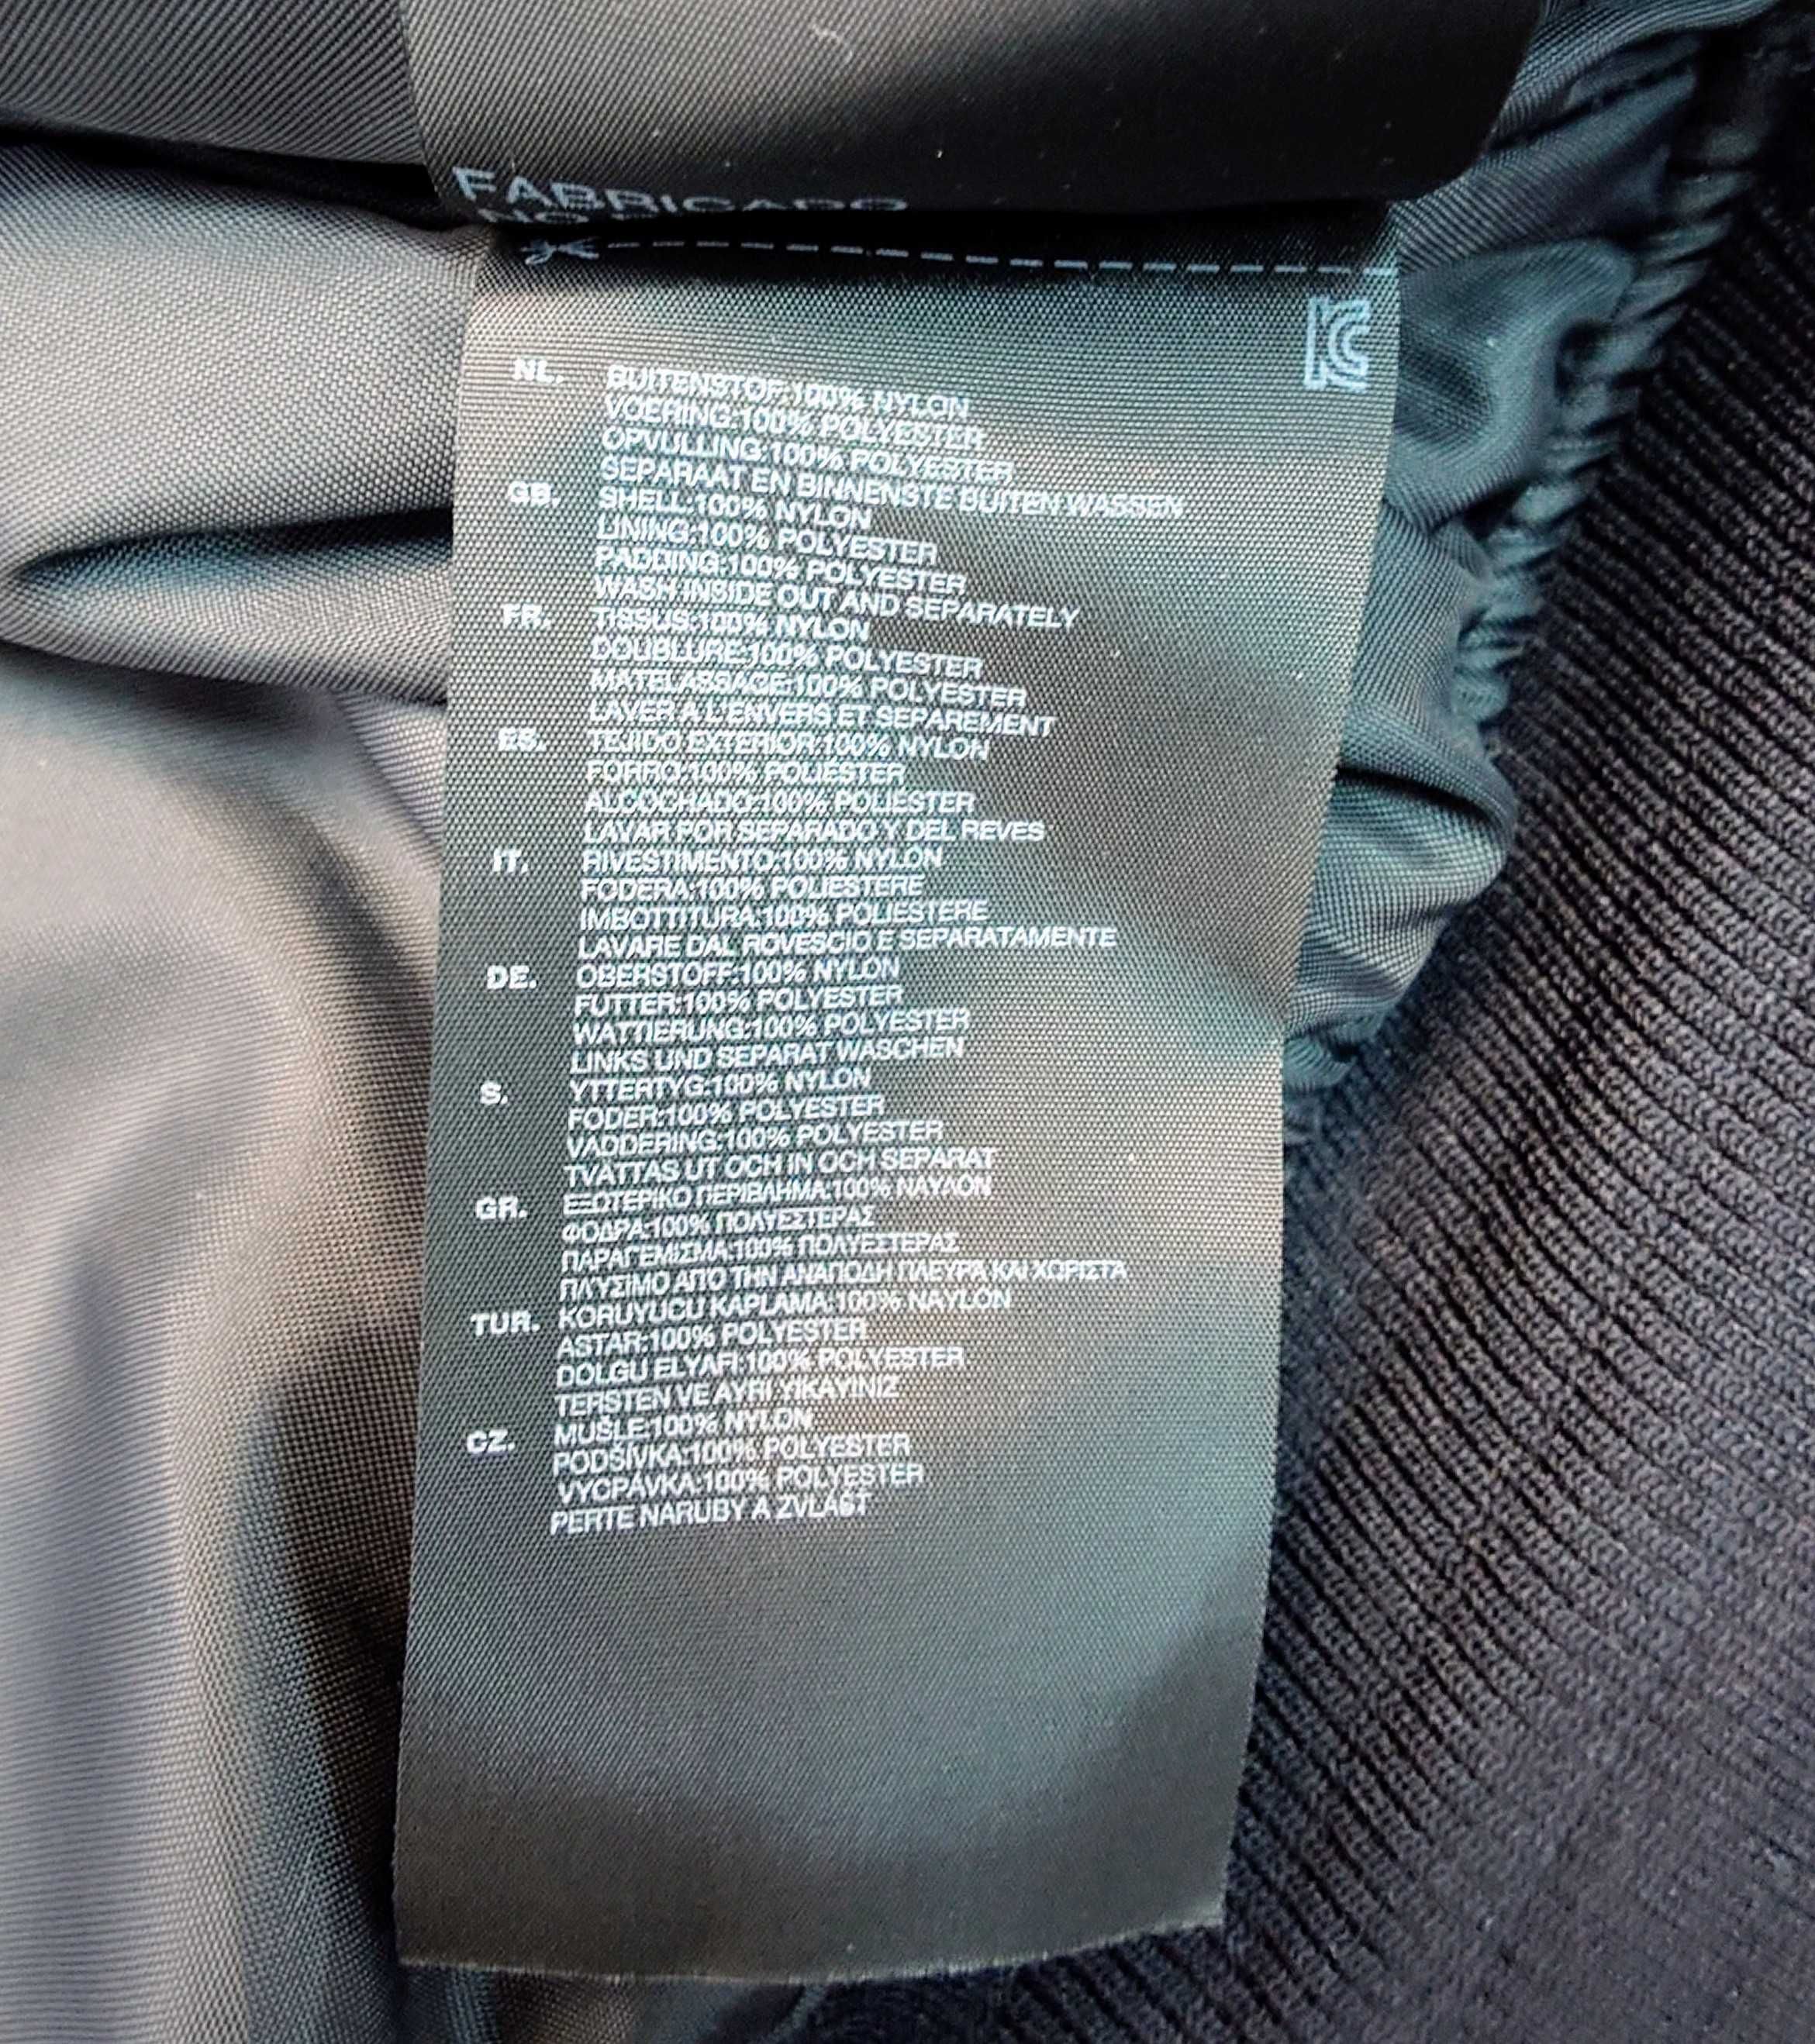 FABRICADO
NL. BUITENSTOF:100% NYLON
VOERING:100% POLYESTER
OPVULLING:100% POLYESTER
SEPARAAT EN BINNENSTE BUITEN WASSEN
GB. SHELL:100% NYLON
LINING:100% POLYESTER
PADDING:100% POLYESTER
WASH INSIDE OUT AND SEPARATELY
FR. TISSUS:100% NYLON
DOUBLURE:100% POLYESTER
MATELASSAGE:100% POLYESTER
LAVER A L'ENVERS ET SEPAREMENT
ES. TEJIDO EXTERIOR:100% NYLON
FORRO:100% POLIESTER
ALCOCHADO:100% POLIESTER
LAVAR POR SEPARADO Y DEL REVES
IT. RIVESTIMENTO:100% NYLON
FODERA:100% POLIESTERE
IMBOTTITURA:100% POLIESTERE
LAVARE DAL ROVESCIO E SEPARATAMENTE
DE. OBERSTOFF:100% NYLON
FUTTER:100% POLYESTER
WATTIERUNG:100% POLYESTER
LINKS UND SEPARAT WASCHEN
S. YTTERTYG:100% NYLON
FODER:100% POLYESTER
VADDERING:100% POLYESTER
TVÄTTAS UT OCH IN OCH SEPARAT
GR. ΕΞΩΤΕΡΙΚΟ ΠΕΡΙΒΛΗΜΑ:100% ΝΑΥΛΟΝ
ΦΟΔΡΑ:100% ΠΟΛΥΕΣΤΕΡΑΣ
ΠΑΡΑΓΕΜΙΣΜΑ:100% ΠΟΛΥΕΣΤΕΡΑΣ
ΠΛΎΣΙΜΟ ΑΠΟ ΤΗΝ ΑΝΑΠΟΔΗ ΠΛΕΥΡΑ ΚΑΙ ΧΩΡΙΣΤΑ
TUR. KORUYUCU KAPLAMA:100% NAYLON
ASTAR:100% POLYESTER
DOLGU ELYAFI:100% POLYESTER
TERSTEN VE AYRI YIKAYINIZ
CZ. MUŠLE:100% NYLON
PODŠÍVKA:100% POLYESTER
VYCPÁVKA:100% POLYESTER
PERTE NARUBY A ZVLÁŠŤ